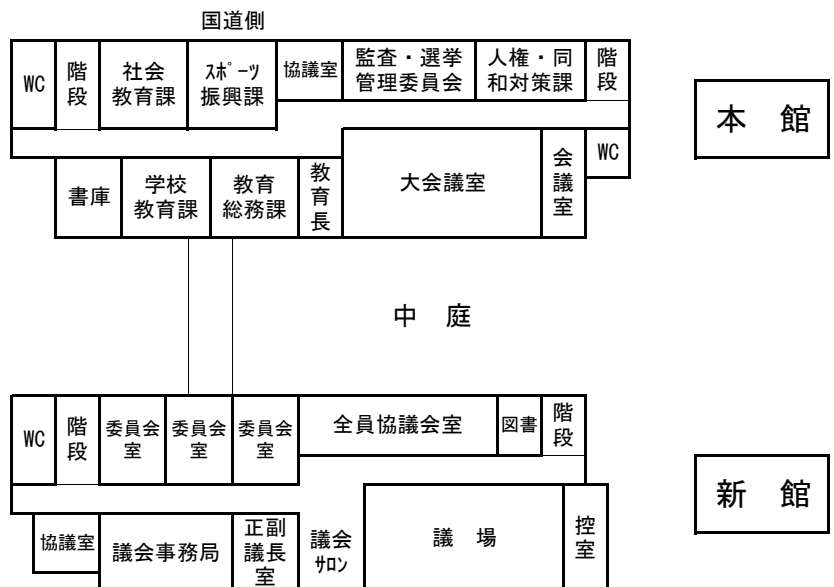 国道側
WC
階段
社会
教育課
スポーツ
振興課
協議室
監査・選挙
管理委員会
人権・同
和対策課
階段
本　館
書庫
学校
教育課
教育
総務課
教育長
大会議室
会議室
WC
中　庭
WC
階段
委員会
室
委員会
室
委員会
室
全員協議会室
図書
階段
新　館
協議室
議会事務局
正副
議長
室
議会
サロン
議　場
控室